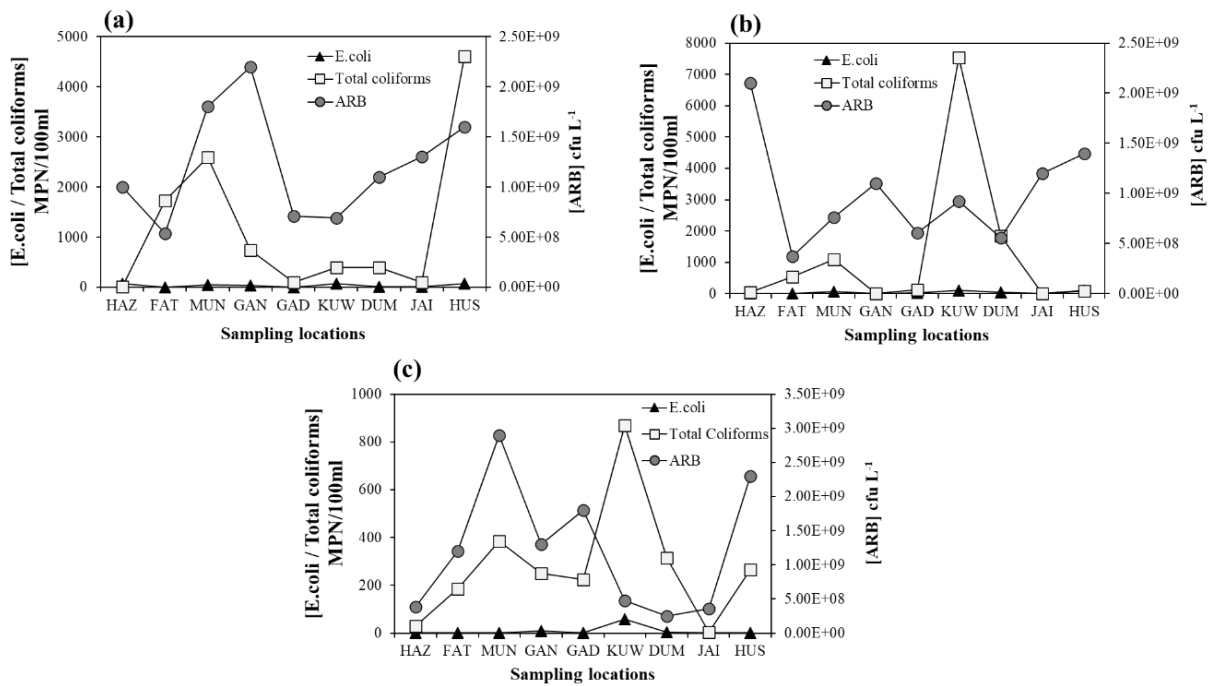 (a)
[E.coli / Total coliforms]
MPN/100ml
5000
4000
3000
2000
1000
0
E.coli
Total coliforms
ARB
2.50E+09
2.00E+09
1.50E+09
1.00E+09
5.00E+08
0.00E+00
[ARB] cfu L-1
HAZ FAT MUN GAN GAD KUW DUM JAI HUS
Sampling locations
(b)
[E.coli / Total coliforms]
MPN/100ml
8000
7000
6000
5000
4000
3000
2000
1000
0
E.coli
Total coliforms
ARB
2.50E+09
2.00E+09
1.50E+09
1.00E+09
5.00E+08
0.00E+00
[ARB] cfu L-1
HAZ FAT MUN GAN GAD KUW DUM JAI HUS
Sampling locations
(c)
[E.coli / Total coliforms]
MPN/100ml
1000
800
600
400
200
0
E.coli
Total Coliforms
ARB
3.50E+09
3.00E+09
2.50E+09
2.00E+09
1.50E+09
1.00E+09
5.00E+08
0.00E+00
[ARB] cfu L-1
HAZ FAT MUN GAN GAD KUW DUM JAI HUS
Sampling locations